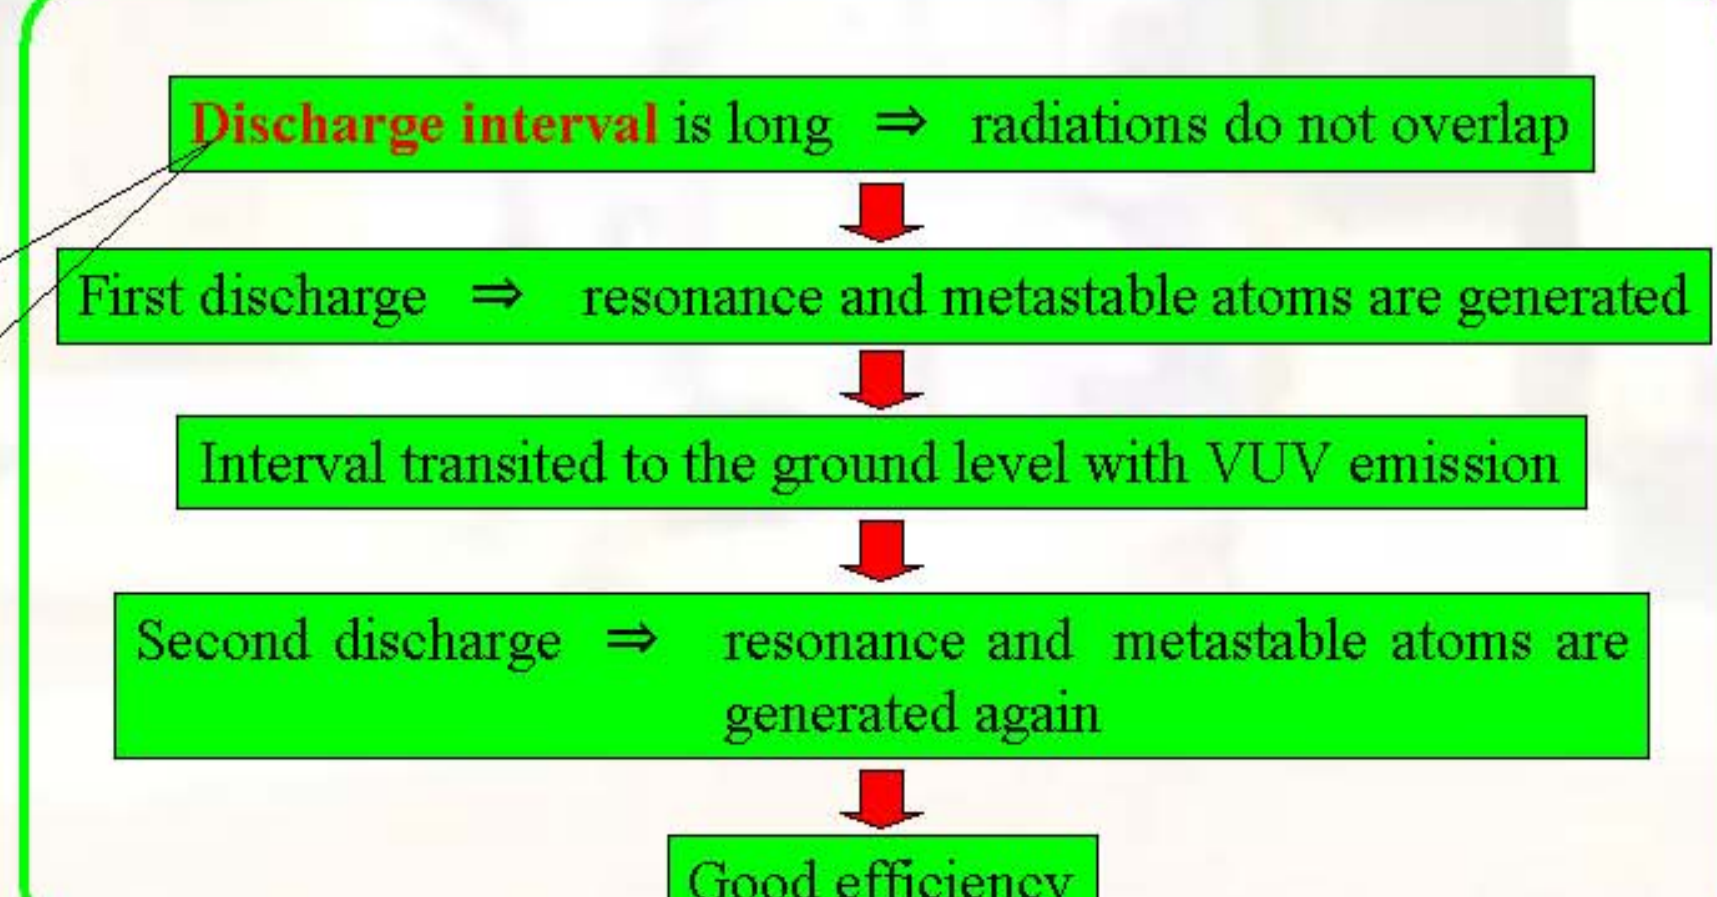 Discharge interval is long ⇒ radiations do not overlap
First discharge ⇒ resonance and metastable atoms are generated
Interval transited to the ground level with VUV emission
Second discharge ⇒ resonance and metastable atoms are
generated again
Good efficiency